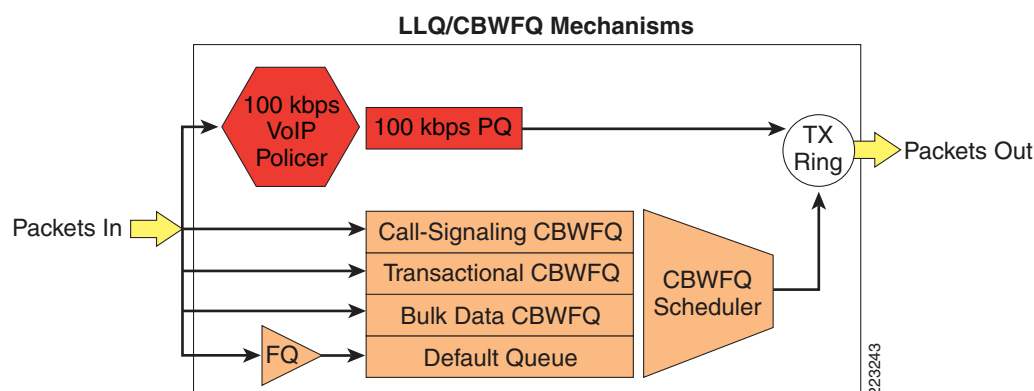 LLQ/CBWFQ Mechanisms
100 kbps
VoIP
Policer
100 kbps PQ
TX
Ring
Packets Out
Packets In
Call-Signaling CBWFQ
Transactional CBWFQ
CBWFQ
Scheduler
Bulk Data CBWFQ
FQ
Default Queue
223243